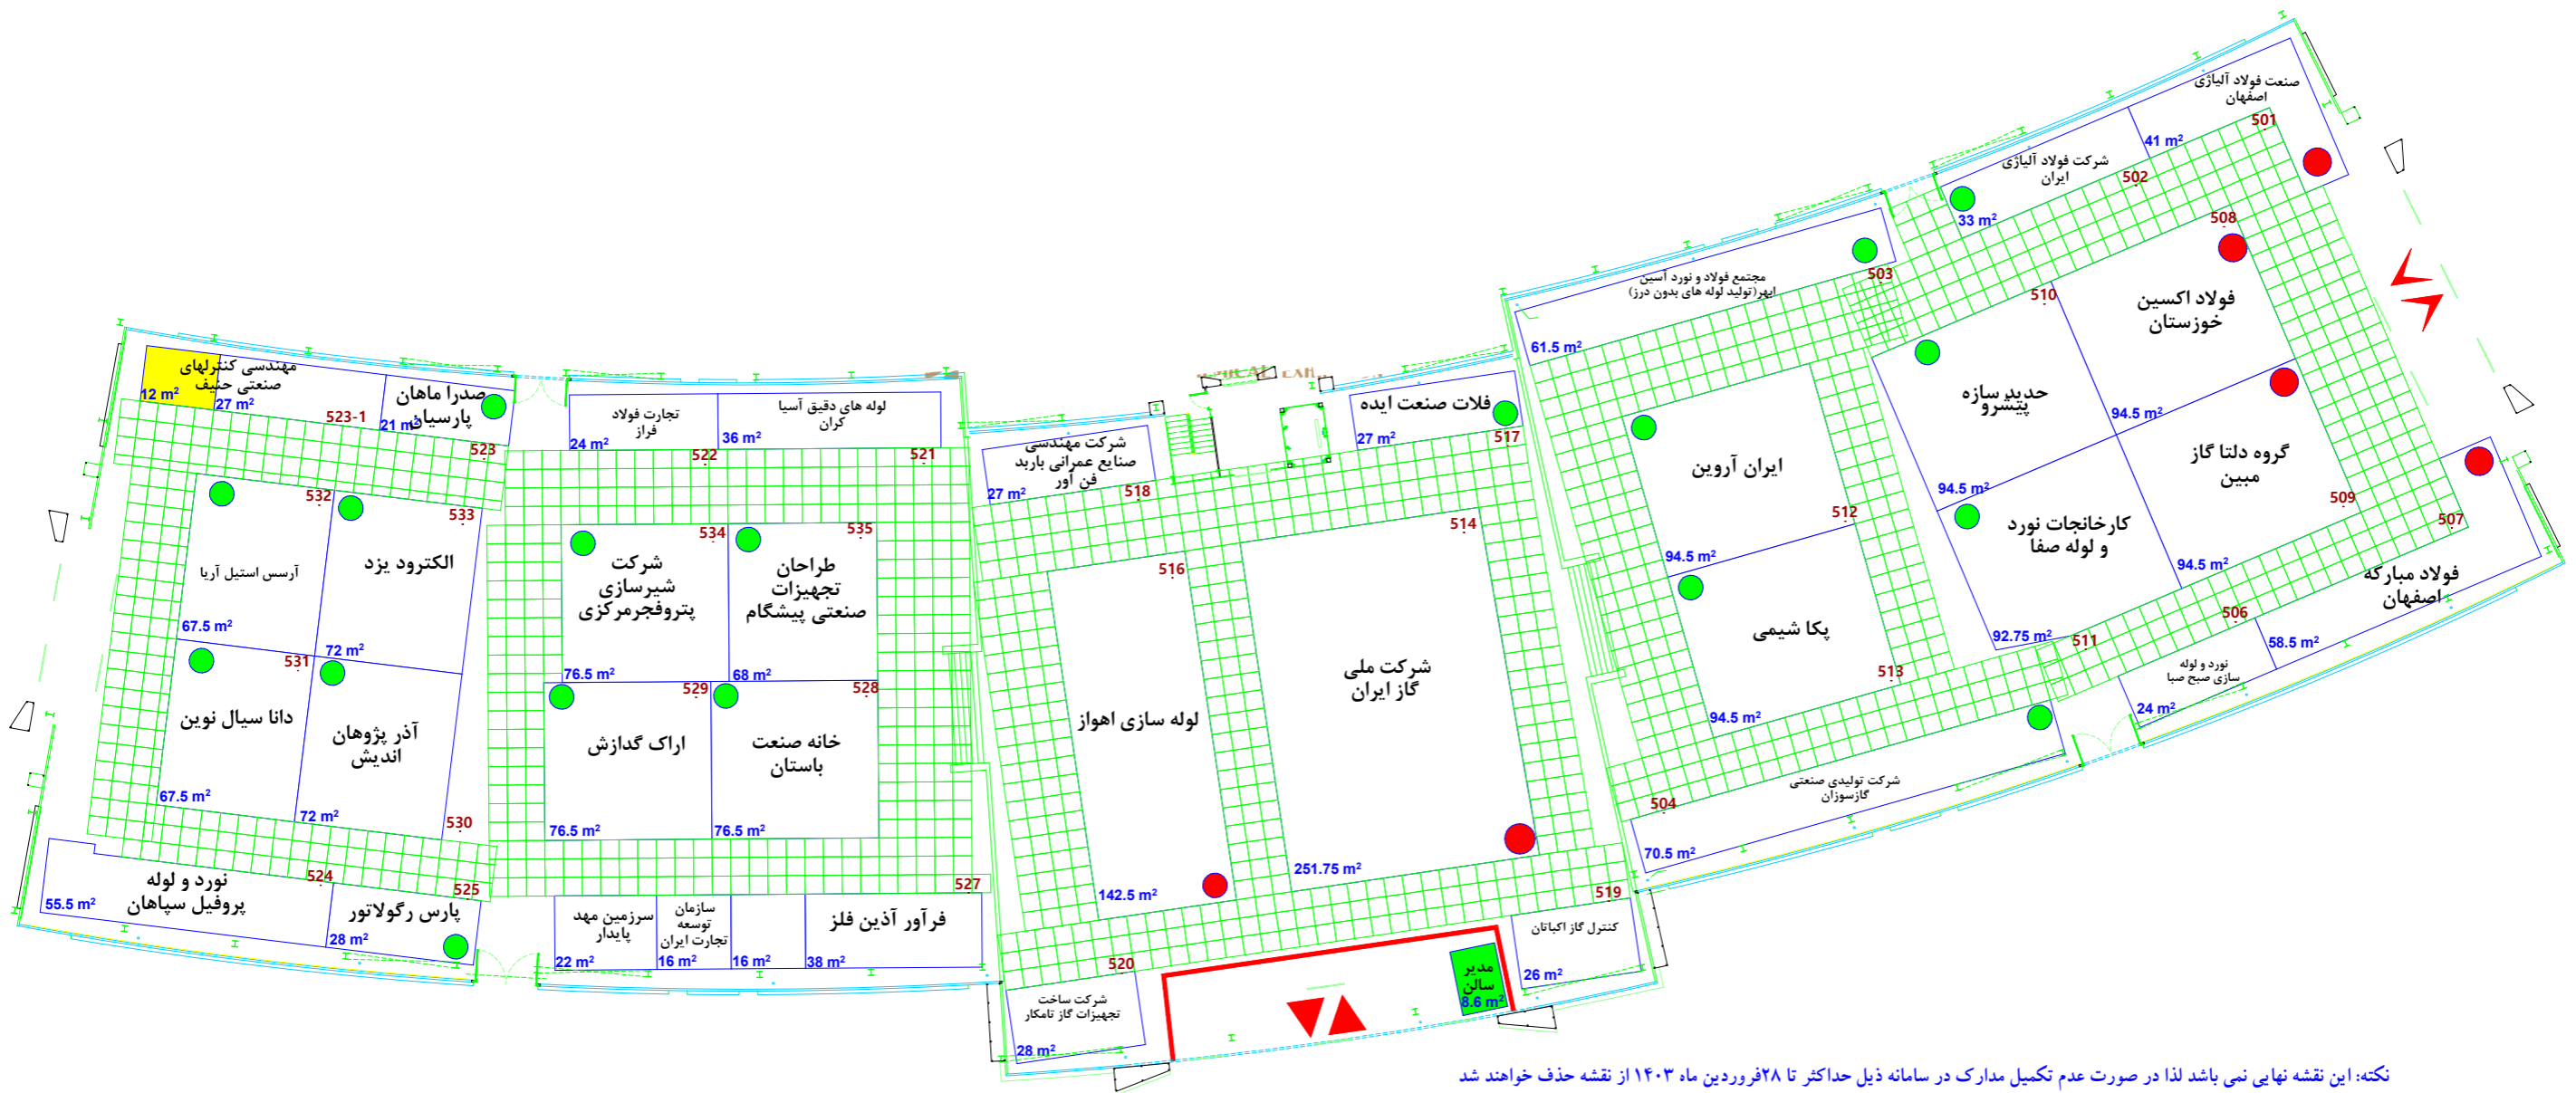 صنعت فولاد آلیاژی
اصفهان
501
41 m²
شرکت فولاد آلیاژی
ایران
502
33 m²
508
فولاد اکسین
خوزستان
94.5 m²
510
حدید سازه
پیشرو
94.5 m²
گروه دلتا گاز
مبین
509
94.5 m²
کارخانجات نورد
و لوله صفا
92.75 m²
511
507
فولاد مبارکه
اصفهان
58.5 m²
506
نورد و لوله
سازی صبح صبا
24 m²
مجتمع فولاد و نورد آسین
ابهر(تولید لوله های بدون درز)
503
61.5 m²
ایران آروین
512
94.5 m²
پکا شیمی
513
94.5 m²
504
شرکت تولیدی صنعتی
گازسوزان
70.5 m²
فلات صنعت ایده
517
27 m²
شرکت مهندسی
صنایع عمرانی باربد
فن آور
518
27 m²
514
شرکت ملی
گاز ایران
251.75 m²
516
لوله سازی اهواز
142.5 m²
519
کنترل گاز اکباتان
26 m²
مدیر
سالن
8.6 m²
520
شرکت ساخت
تجهیزات گاز تامکار
28 m²
لوله های دقیق آسیا
کران
521
36 m²
تجارت فولاد
فراز
522
24 m²
535
طراحان
تجهیزات
صنعتی پیشگام
68 m²
534
شرکت
شیرسازی
پتروفجرمرکزی
76.5 m²
528
خانه صنعت
باستان
76.5 m²
529
اراک گدازش
76.5 m²
527
فرآور آذین فلز
38 m²
16 m²
سازمان
توسعه
تجارت ایران
16 m²
سرزمین مهد
پایدار
22 m²
صدرا ماهان
پارسیان
523
21 m²
مهندسی کنترلهای
صنعتی حنیف
523-1
27 m²
12 m²
533
الکترود یزد
72 m²
532
آرسس استیل آریا
67.5 m²
531
دانا سیال نوین
67.5 m²
آذر پژوهان
اندیش
530
72 m²
524
نورد و لوله
پروفیل سپاهان
55.5 m²
525
پارس رگولاتور
28 m²
نکته: این نقشه نهایی نمی باشد لذا در صورت عدم تکمیل مدارک در سامانه ذیل حداکثر تا ۲۸فروردین ماه ۱۴۰۳ از نقشه حذف خواهند شد